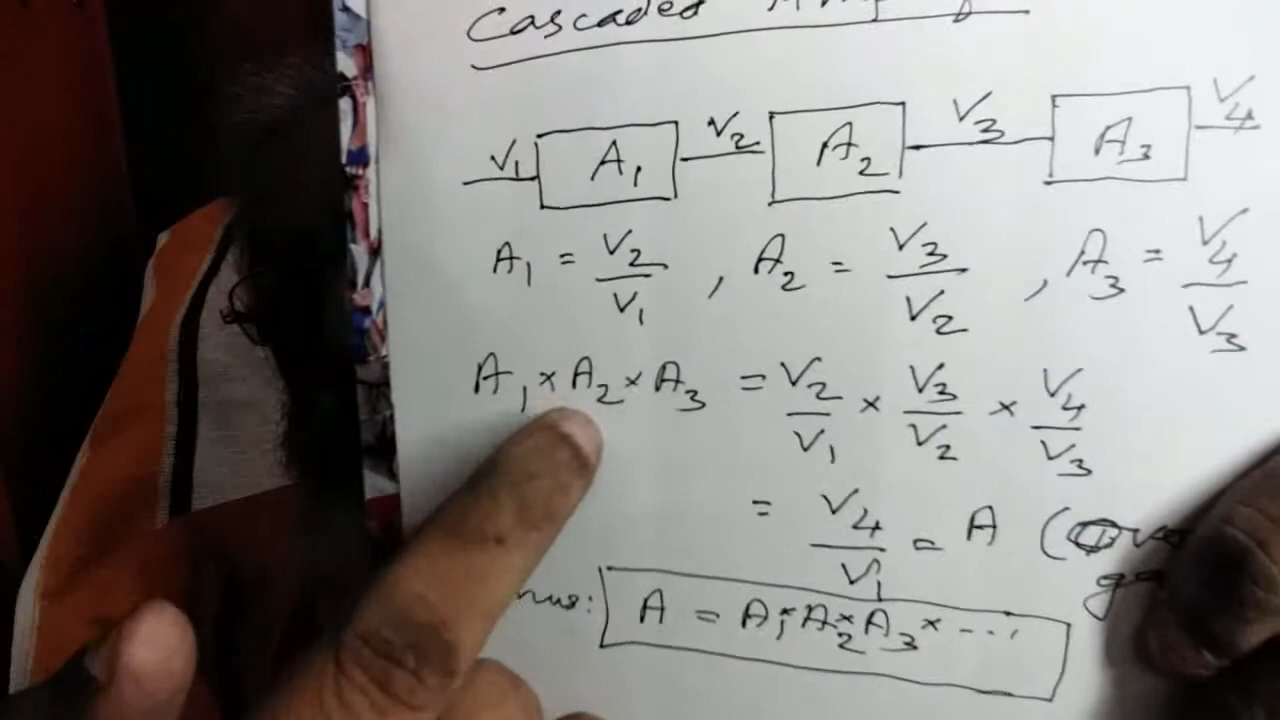 Cascaded
V₁ A₁ V₂ A₂ V₃ A₃ V₄
A₁ = V₂/V₁ , A₂ = V₃/V₂ , A₃ = V₄/V₃
A₁ × A₂ × A₃ = V₂/V₁ × V₃/V₂ × V₄/V₃
= V₄/V₁ = A (
A = A₁ × A₂ × A₃ × ....